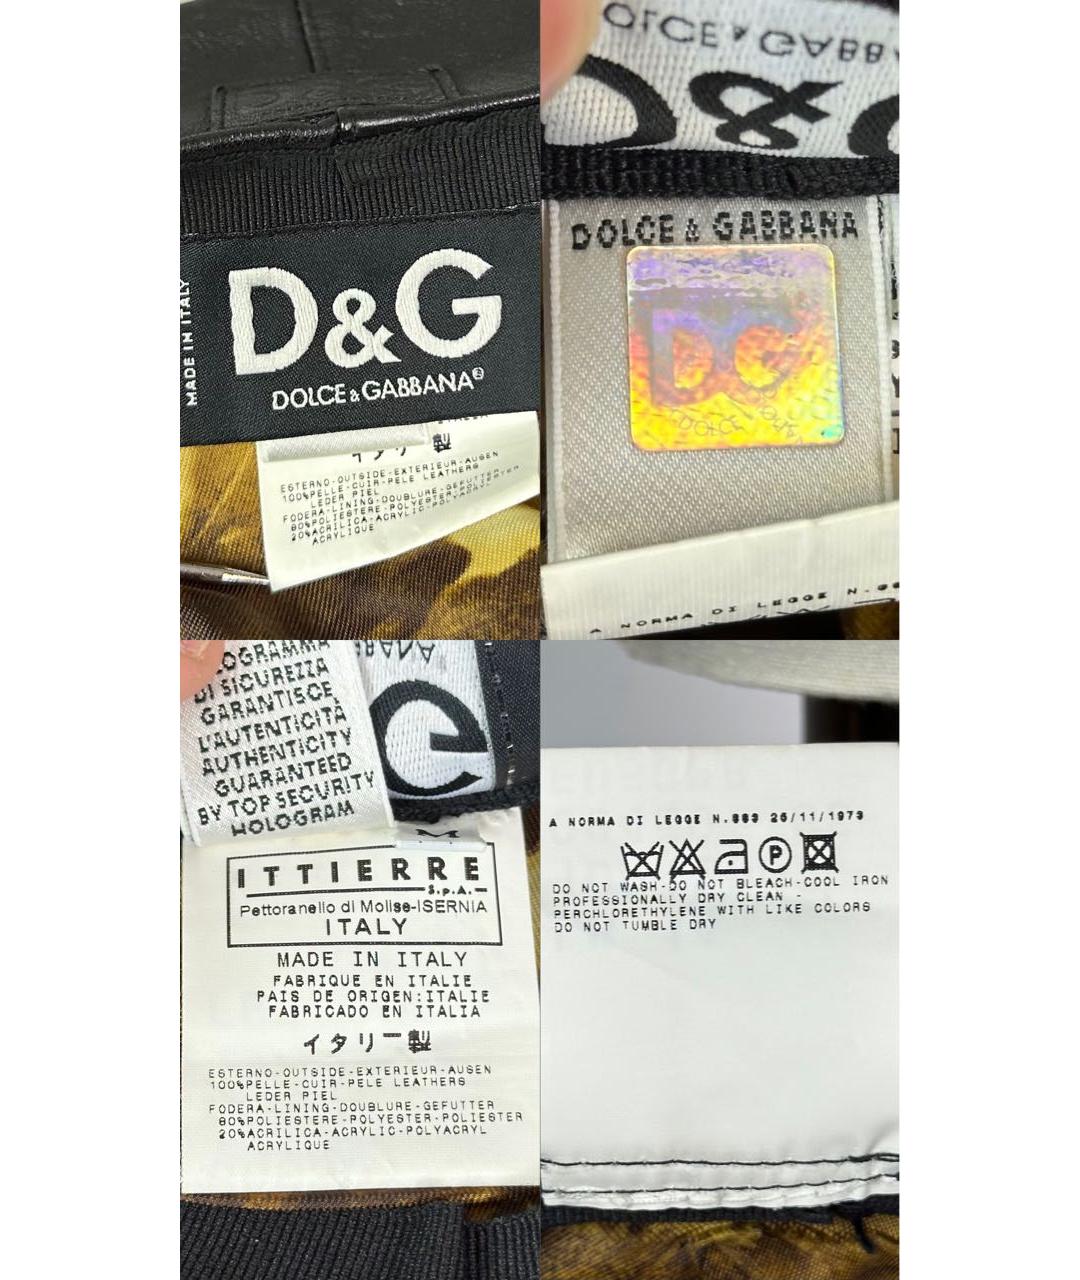 MADE IN ITALY
D&G
DOLCE & GABBANA®
イタリー製
ESTERNO-OUTSIDE-EXTERIEUR-AUSEN
100%PELLE-CUIR-PELE LEATHERS
LEDER PIEL
FODERA-LINING-DOUBLURE-GEFUTTER
80%POLIESTERE-POLYESTER-POLIESTER
20%ACRILICA-ACRYLIC-POLYACRYL
ACRYLIQUE
DOLCE & GABBA
&
DOLCE & GABBANA
DG
DOLCE
A NORMA DI LEGGE N.88
LOGRAMMA
DI SICUREZZA
GARANTISCE
L'AUTENTICITÀ
AUTHENTICITY
GUARANTEED
BY TOP SECURITY
HOLOGRAM
M
ITTIERRE
S.p.A.
Pettoranello di Molise-ISERNIA
ITALY
MADE IN ITALY
FABRIQUE EN ITALIE
PAIS DE ORIGEN:ITALIE
FABRICADO EN ITALIA
イタリー製
ESTERNO-OUTSIDE-EXTERIEUR-AUSEN
100%PELLE-CUIR-PELE LEATHERS
LEDER PIEL
FODERA-LINING-DOUBLURE-GEFUTTER
80%POLIESTERE-POLYESTER-POLIESTER
20%ACRILICA-ACRYLIC-POLYACRYL
ACRYLIQUE
A NORMA DI LEGGE N.883 26/11/1973
P
DO NOT WASH-DO NOT BLEACH-COOL IRON
PROFESSIONALLY DRY CLEAN -
PERCHLORETHYLENE WITH LIKE COLORS
DO NOT TUMBLE DRY